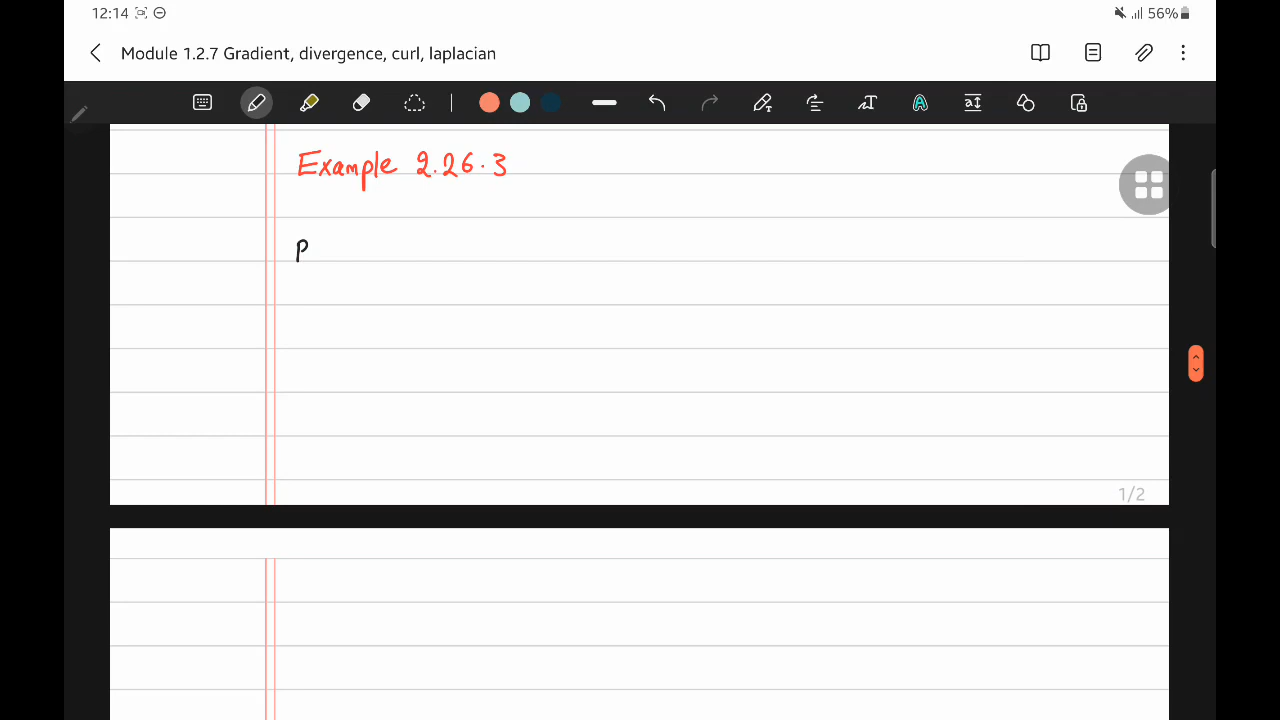 12:14 56%
Module 1.2.7 Gradient, divergence, curl, laplacian
Example 2.26.3
P
1/2